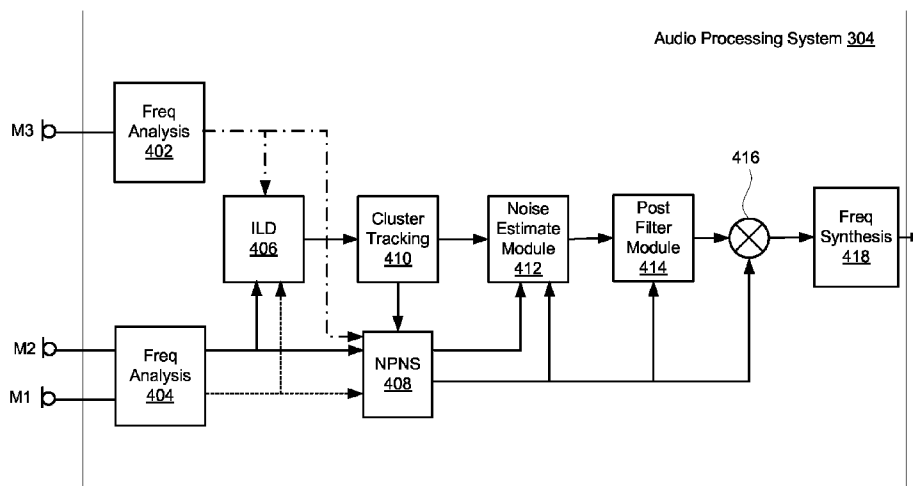 Audio Processing System 304
M3
Freq
Analysis
402
416
ILD
406
Cluster
Tracking
410
Noise
Estimate
Module
412
Post
Filter
Module
414
Freq
Synthesis
418
M2
M1
Freq
Analysis
404
NPNS
408